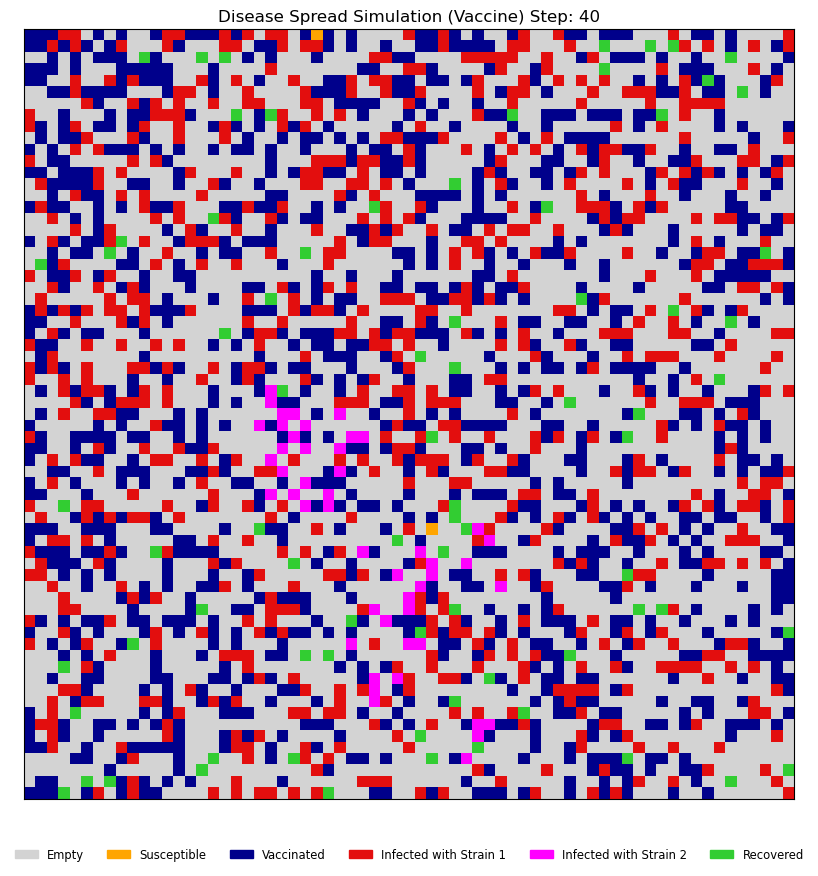 Disease Spread Simulation (Vaccine) Step: 40
Empty Susceptible Vaccinated Infected with Strain 1 Infected with Strain 2 Recovered